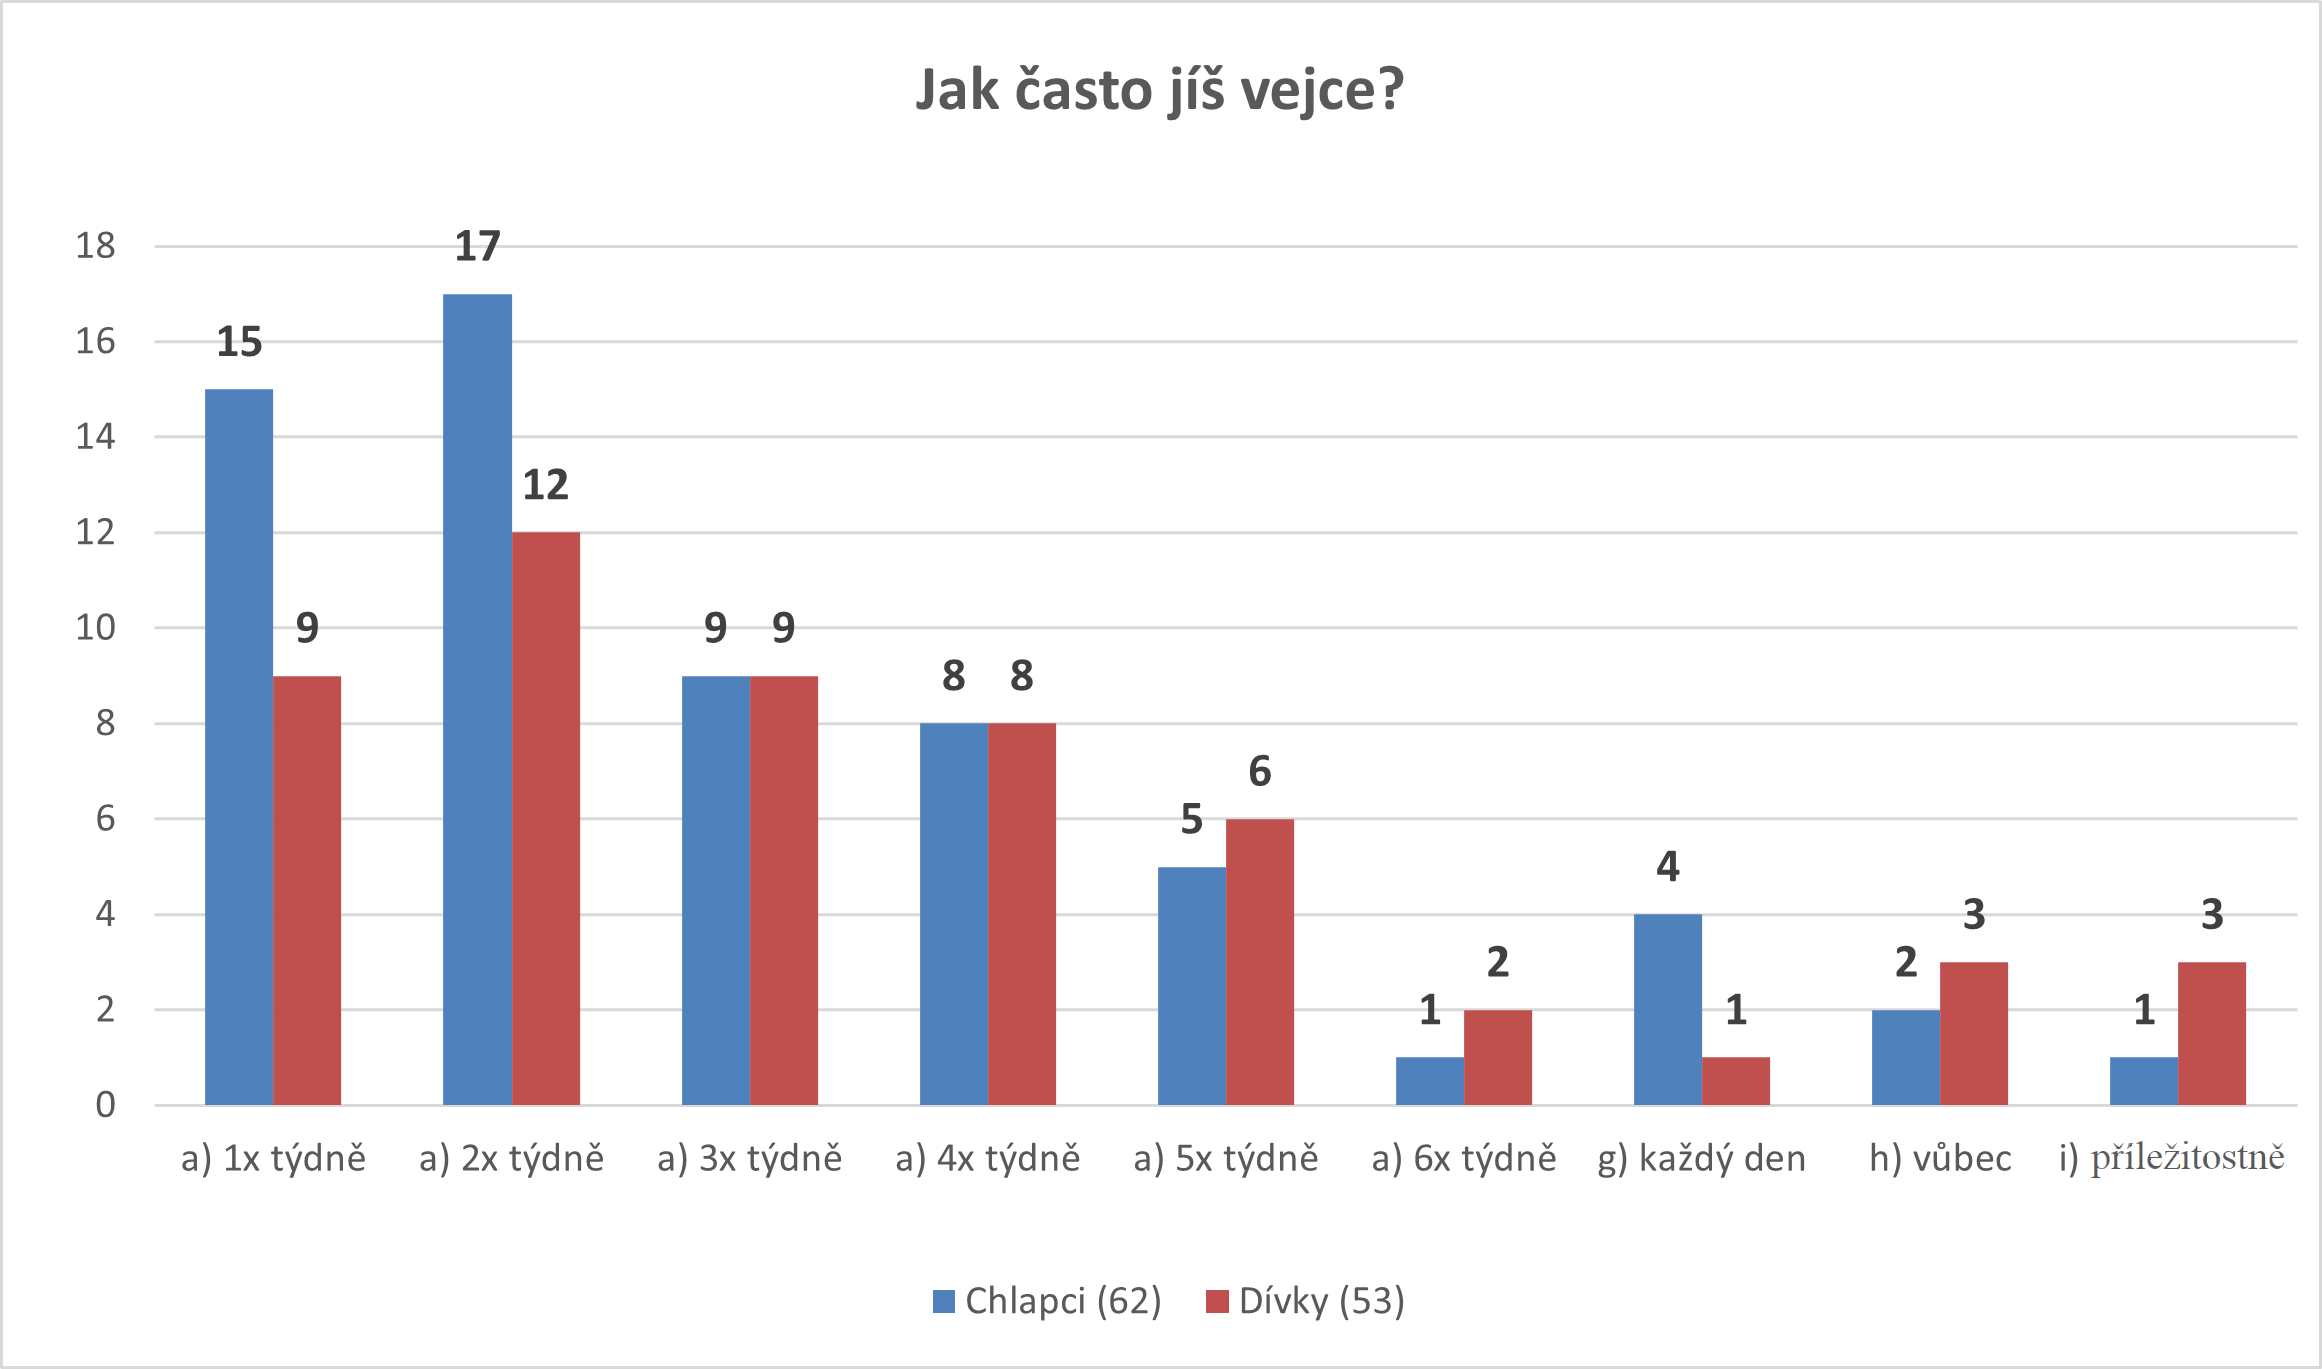 Jak často jíš vejce?
18
16
14
12
10
8
6
4
2
0
15
9
17
12
9
9
8
8
5
6
1
2
4
1
2
3
1
3
a) 1x týdně
a) 2x týdně
a) 3x týdně
a) 4x týdně
a) 5x týdně
a) 6x týdně
g) každý den
h) vůbec
i) příležitostně
Chlapci (62)
Dívky (53)